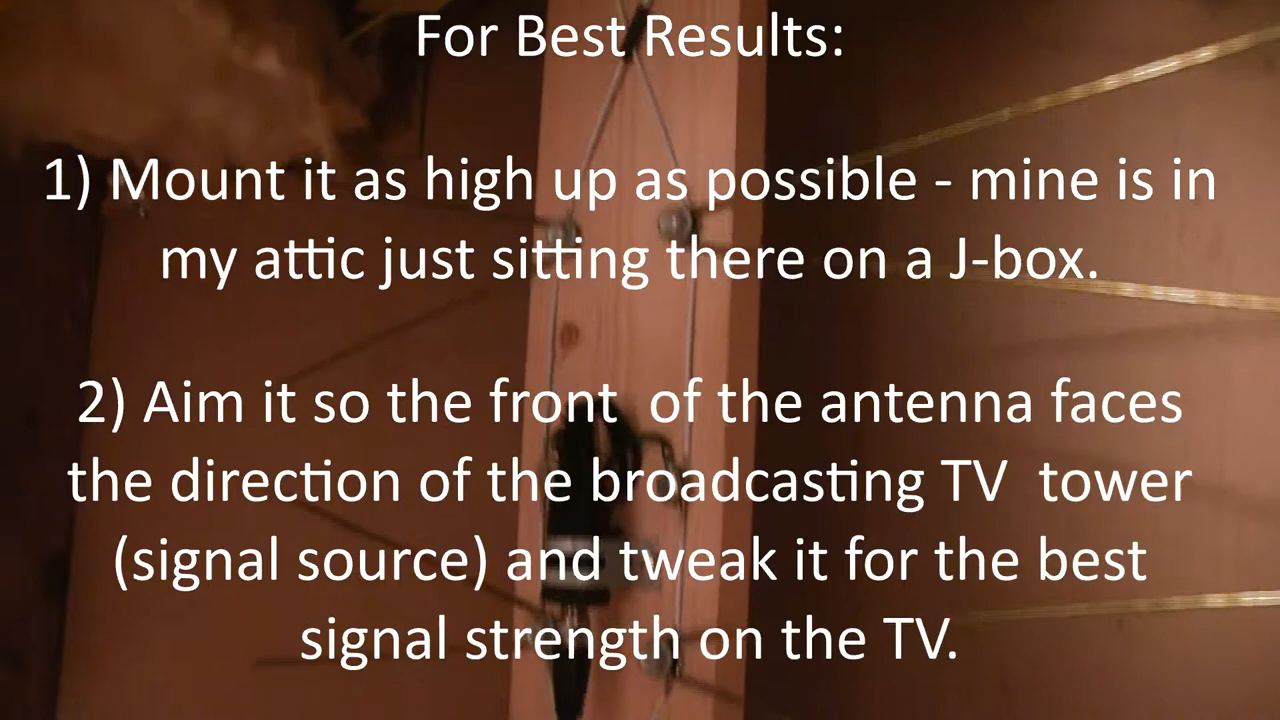 For Best Results:
1) Mount it as high up as possible - mine is in
my attic just sitting there on a J-box.
2) Aim it so the front of the antenna faces
the direction of the broadcasting TV tower
(signal source) and tweak it for the best
signal strength on the TV.